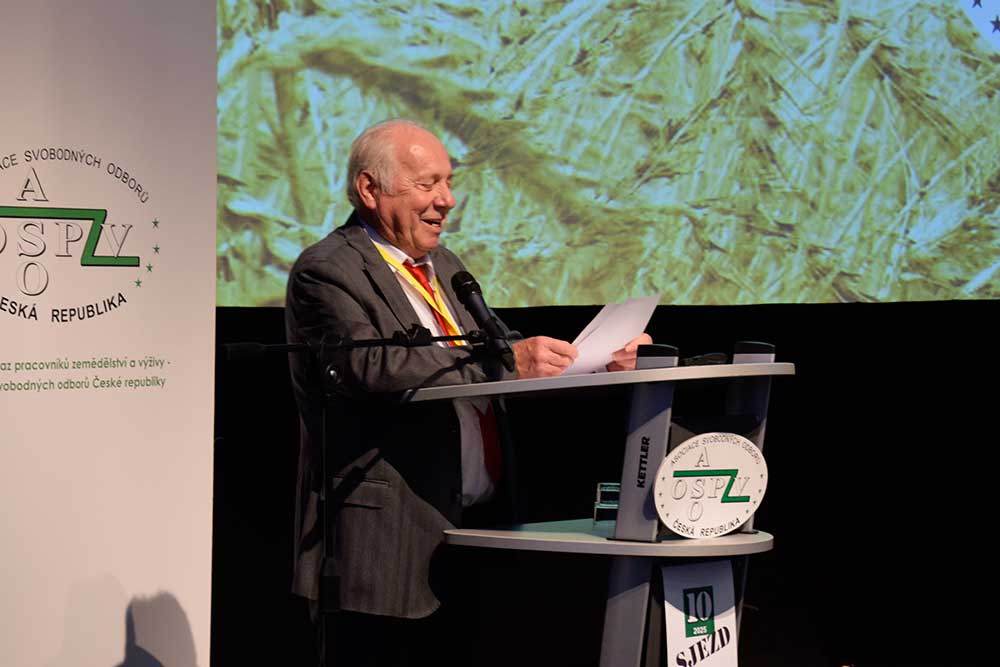 ACE SVOBODNÝCH ODBORŮ
A
OSPZV
O
ČESKÁ REPUBLIKA
az pracovníků zemědělství a výživy -
vobodných odborů České republiky
KETTLER
ASOCIACE SVOBODNÝCH ODBORŮ
A
OSPZV
O
ČESKÁ REPUBLIKA
10
2025
SJEZD